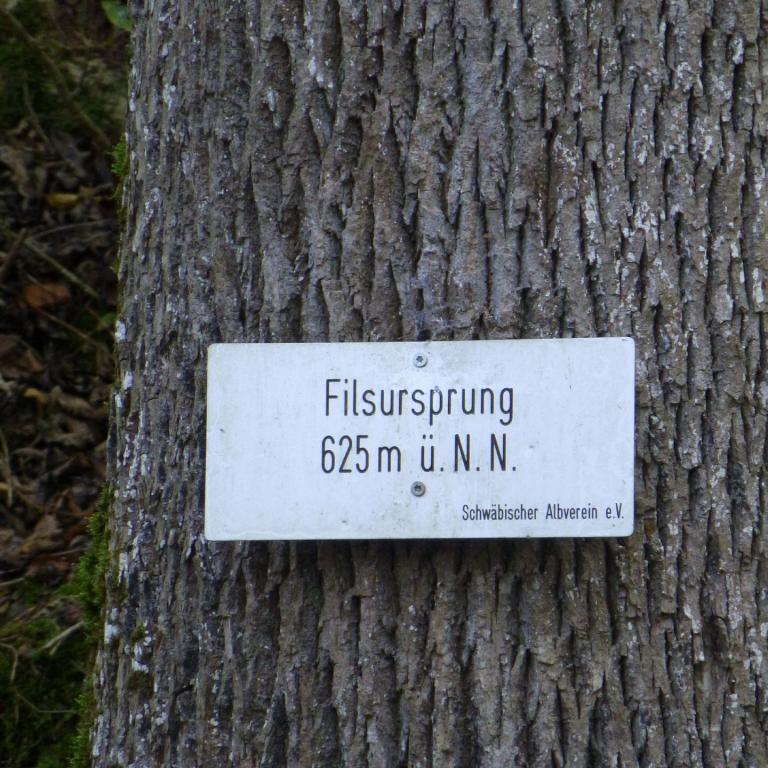 Filsursprung
625m ü.N.N.
Schwäbischer Albverein e.V.